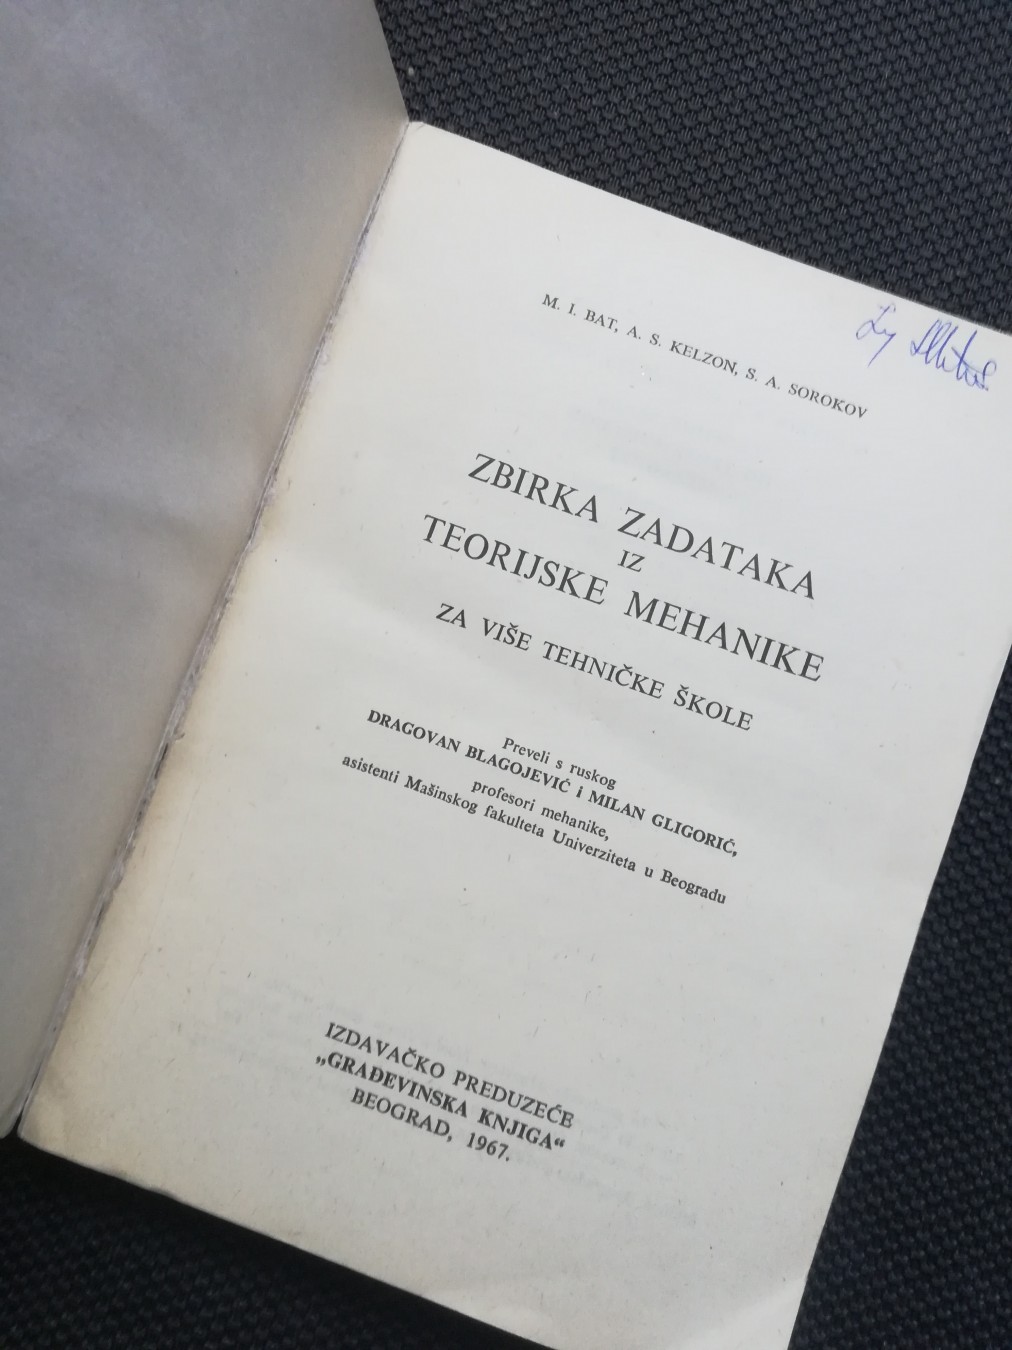 M. I. BAT, A. S. KELZON, S. A. SOROKOV
ZBIRKA ZADATAKA
IZ
TEORIJSKE MEHANIKE
ZA VIŠE TEHNIČKE ŠKOLE
Preveli s ruskog
DRAGOVAN BLAGOJEVIĆ i MILAN GLIGORIĆ,
profesori mehanike,
asistenti Mašinskog fakulteta Univerziteta u Beogradu
IZDAVAČKO PREDUZEĆE
„GRAĐEVINSKA KNJIGA“
BEOGRAD, 1967.